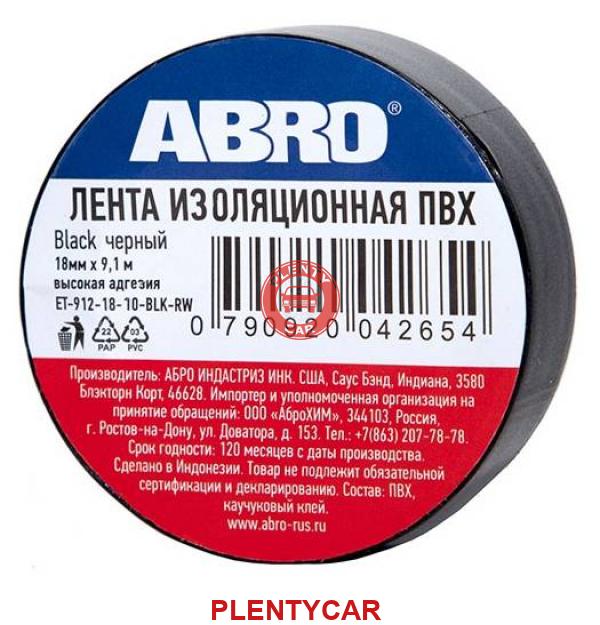 ABRO®
ЛЕНТА ИЗОЛЯЦИОННАЯ ПВХ
Black черный
18мм х 9,1 м
высокая адгезия
ET-912-18-10-BLK-RW
22
PAP
03
PVC
0 790920 042654
PLENTY
CAR
Производитель: АБРО ИНДАСТРИЗ ИНК. США, Саус Бэнд, Индиана, 3580
Блэкторн Корт, 46628. Импортер и уполномоченная организация на
принятие обращений: ООО «АброХИМ», 344103, Россия,
г. Ростов-на-Дону, ул. Доватора, д. 153. Тел.: +7(863) 207-78-78.
Срок годности: 120 месяцев с даты производства.
Сделано в Индонезии. Товар не подлежит обязательной
сертификации и декларированию. Состав: ПВХ,
каучуковый клей.
www.abro-rus.ru
PLENTYCAR